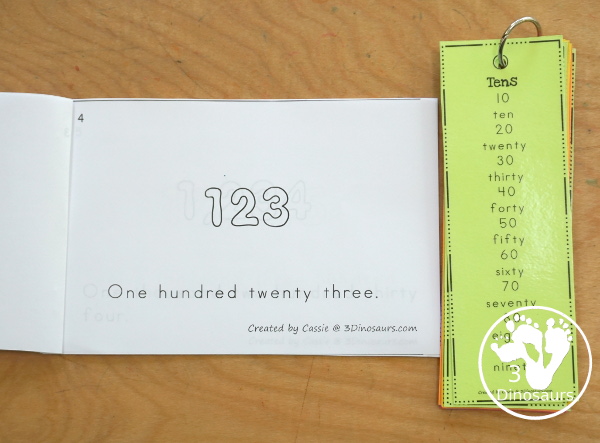 4
123
One hundred twenty three.
Created by Cassie @ 3Dinosaurs.com
Tens
10
ten
20
twenty
30
thirty
40
forty
50
fifty
60
sixty
70
seventy
3
Dinosaurs